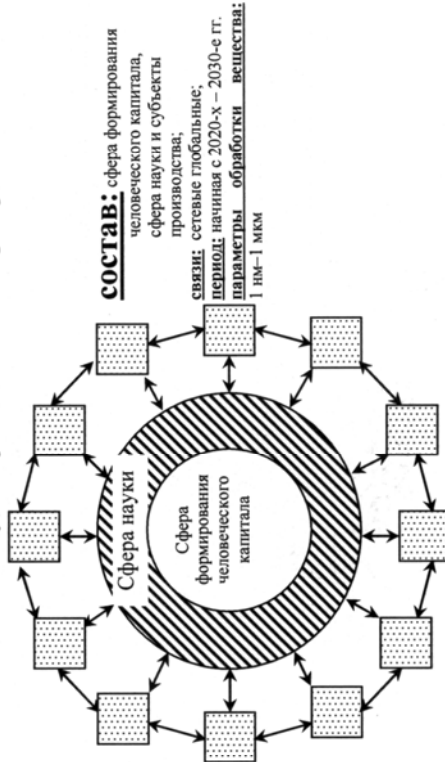 Сфера науки
Сфера
формирования
человеческого
капитала
состав: сфера формирования
человеческого капитала,
сфера науки и субъекты
производства;
связи: сетевые глобальные;
период: начиная с 2020-х – 2030-е гг.
параметры обработки вещества:
1 нм–1 мкм